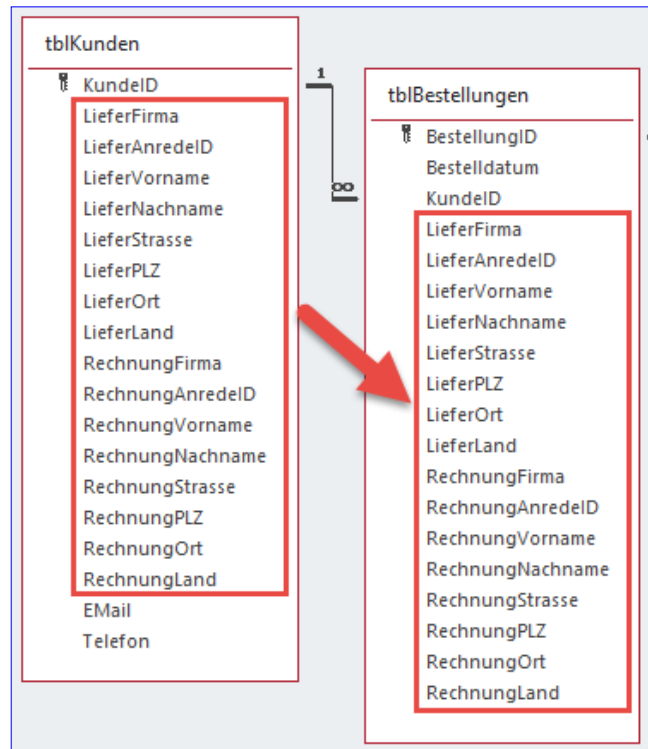 tblKunden
KundeID
LieferFirma
LieferAnredeID
LieferVorname
LieferNachname
LieferStrasse
LieferPLZ
LieferOrt
LieferLand
RechnungFirma
RechnungAnredeID
RechnungVorname
RechnungNachname
RechnungStrasse
RechnungPLZ
RechnungOrt
RechnungLand
EMail
Telefon
1
∞
tblBestellungen
BestellungID
Bestelldatum
KundeID
LieferFirma
LieferAnredeID
LieferVorname
LieferNachname
LieferStrasse
LieferPLZ
LieferOrt
LieferLand
RechnungFirma
RechnungAnredeID
RechnungVorname
RechnungNachname
RechnungStrasse
RechnungPLZ
RechnungOrt
RechnungLand